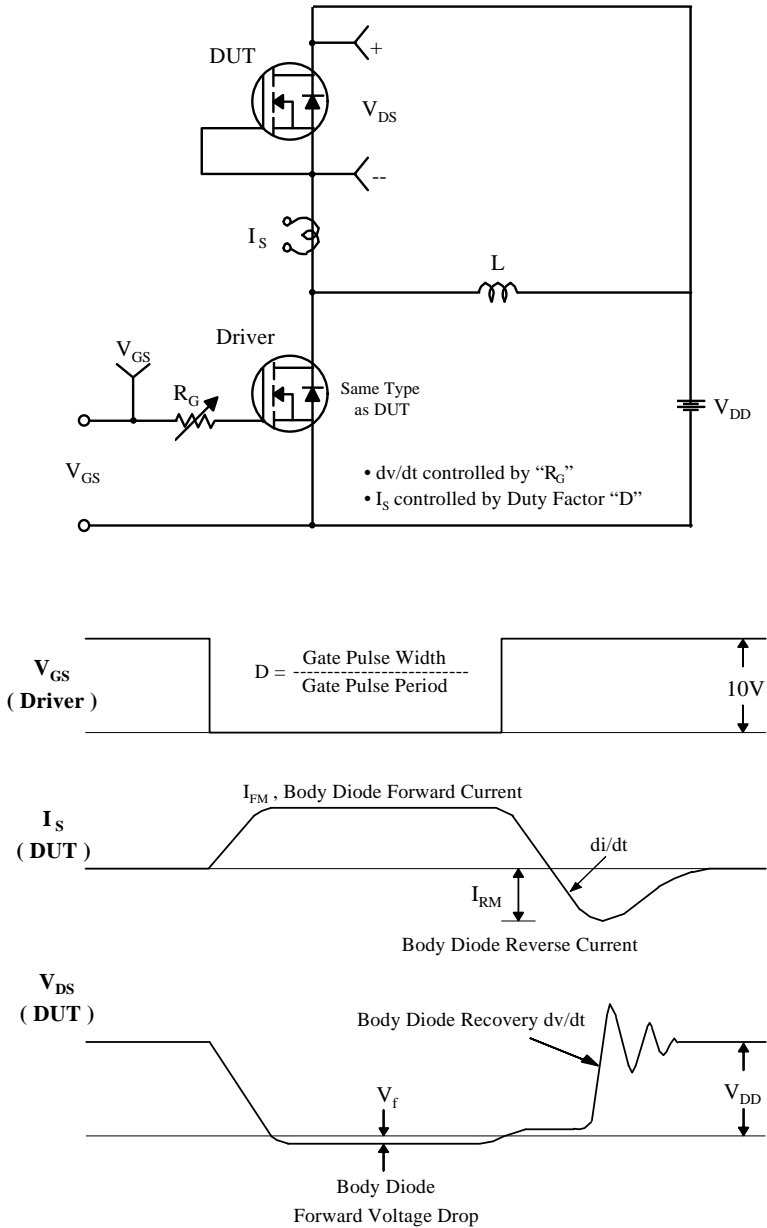 DUT
+
V_DS
--
I_S
L
Driver
V_GS
R_G
Same Type
as DUT
V_DD
V_GS
• dv/dt controlled by “R_G”
• I_S controlled by Duty Factor “D”
V_GS
( Driver )
D = Gate Pulse Width
--------------------------
Gate Pulse Period
10V
I_FM , Body Diode Forward Current
I_S
( DUT )
di/dt
I_RM
Body Diode Reverse Current
V_DS
( DUT )
Body Diode Recovery dv/dt
V_f
V_DD
Body Diode
Forward Voltage Drop